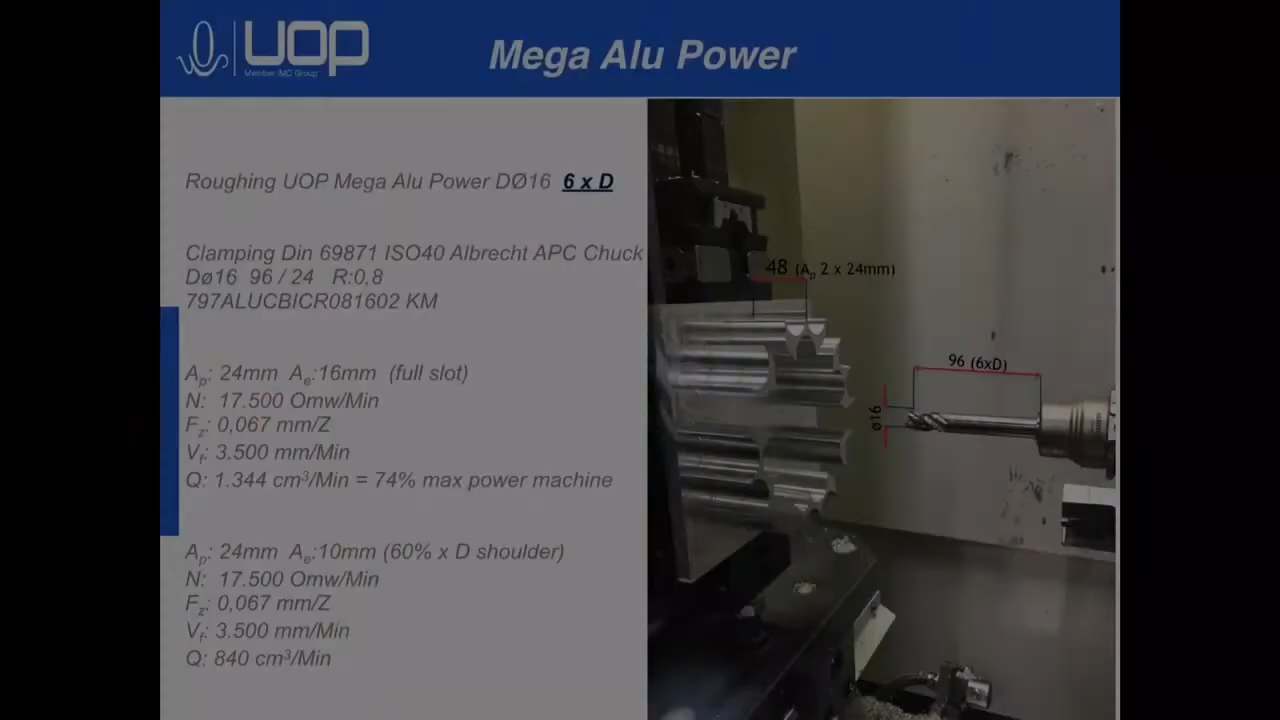 UOP
Member IMC Group
Mega Alu Power
Roughing UOP Mega Alu Power DØ16 6 x D
Clamping Din 69871 ISO40 Albrecht APC Chuck
Dø16 96 / 24 R:0,8
797ALUCBICR081602 KM
Ap: 24mm Ae:16mm (full slot)
N: 17.500 Omw/Min
Fz: 0,067 mm/Z
Vf: 3.500 mm/Min
Q: 1.344 cm³/Min = 74% max power machine
Ap: 24mm Ae:10mm (60% x D shoulder)
N: 17.500 Omw/Min
Fz: 0,067 mm/Z
Vf: 3.500 mm/Min
Q: 840 cm³/Min
48 (Ap 2 x 24mm)
96 (6xD)
ø16